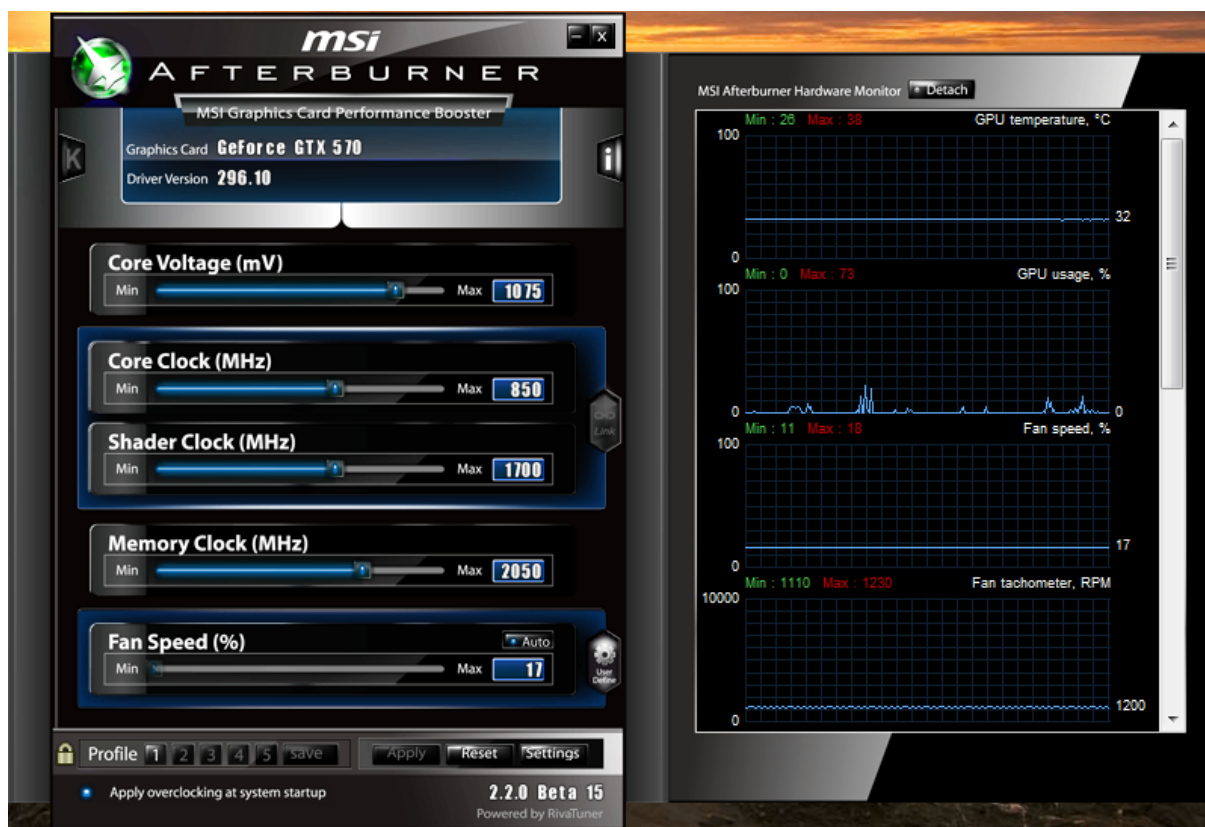 msi
AFTERBURNER
MSI Graphics Card Performance Booster
K
Graphics Card GeForce GTX 570
i
Driver Version 296.10
Core Voltage (mV)
Min Max 1075
Core Clock (MHz)
Min Max 850
Link
Shader Clock (MHz)
Min Max 1700
Memory Clock (MHz)
Min Max 2050
Fan Speed (%) Auto
Min Max 17
User
Define
Profile 1 2 3 4 5 save Apply Reset Settings
Apply overclocking at system startup 2.2.0 Beta 15
Powered by RivaTuner
MSI Afterburner Hardware Monitor Detach
Min : 26 Max : 38 GPU temperature, °C
100
32
0
Min : 0 Max : 73 GPU usage, %
100
0 0
Min : 11 Max : 18 Fan speed, %
100
17
0
Min : 1110 Max : 1230 Fan tachometer, RPM
10000
1200
0